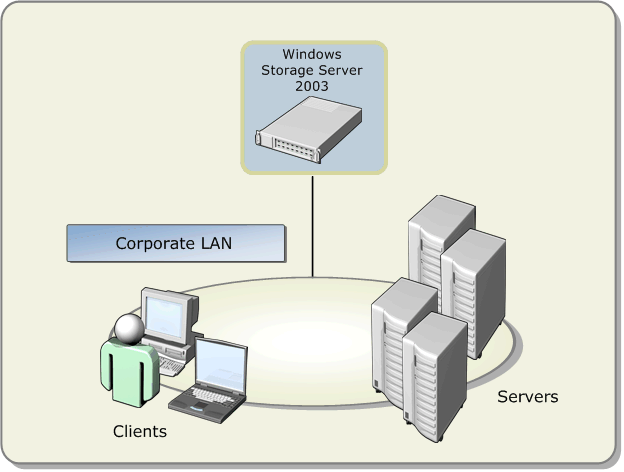 Windows
Storage Server
2003
Corporate LAN
Servers
Clients